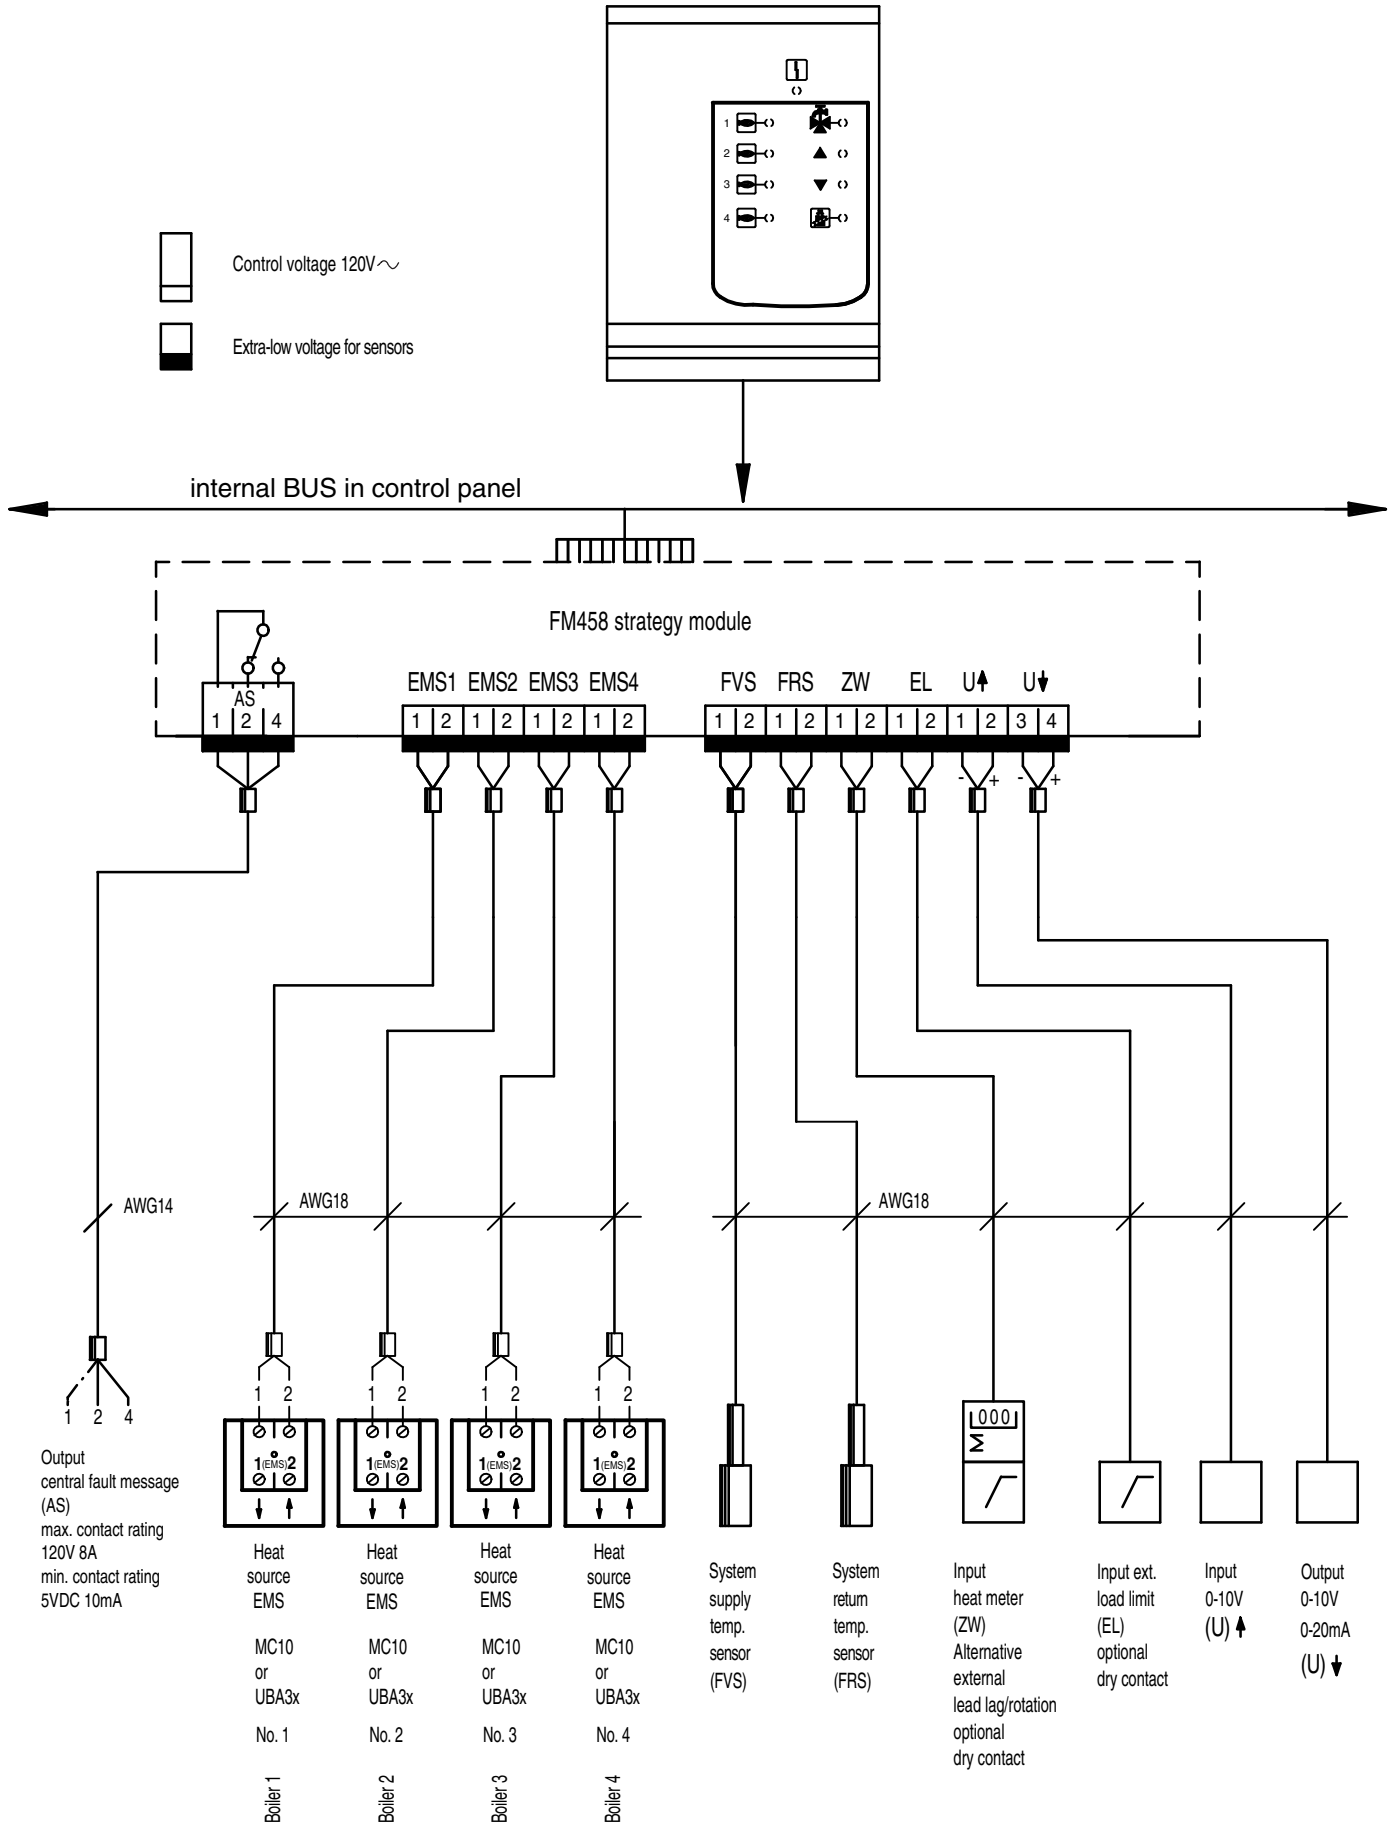 1
2
3
4
Control voltage 120V
Extra-low voltage for sensors
internal BUS in control panel
FM458 strategy module
AS
1 2 4
EMS1 EMS2 EMS3 EMS4
1 2 1 2 1 2 1 2
FVS FRS ZW EL U U
1 2 1 2 1 2 1 2 1 2 3 4
- + - +
AWG14
AWG18
AWG18
1 2 4
1 2 1 2 1 2 1 2
1(EMS)2 1(EMS)2 1(EMS)2 1(EMS)2
000
M
Output
central fault message
(AS)
max. contact rating
120V 8A
min. contact rating
5VDC 10mA
Heat
source
EMS
MC10
or
UBA3x
No. 1
Boiler 1
Heat
source
EMS
MC10
or
UBA3x
No. 2
Boiler 2
Heat
source
EMS
MC10
or
UBA3x
No. 3
Boiler 3
Heat
source
EMS
MC10
or
UBA3x
No. 4
Boiler 4
System
supply
temp.
sensor
(FVS)
System
return
temp.
sensor
(FRS)
Input
heat meter
(ZW)
Alternative
external
lead lag/rotation
optional
dry contact
Input ext.
load limit
(EL)
optional
dry contact
Input
0-10V
(U)
Output
0-10V
0-20mA
(U)